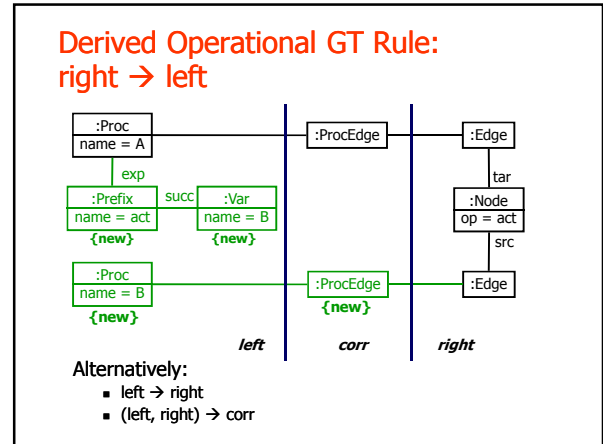 Derived Operational GT Rule:
right → left
:Proc
name = A
:ProcEdge
:Edge
exp
tar
:Prefix
name = act
{new}
succ
:Var
name = B
{new}
:Node
op = act
src
:Proc
name = B
{new}
:ProcEdge
{new}
:Edge
left
corr
right
Alternatively:
▪ left → right
▪ (left, right) → corr